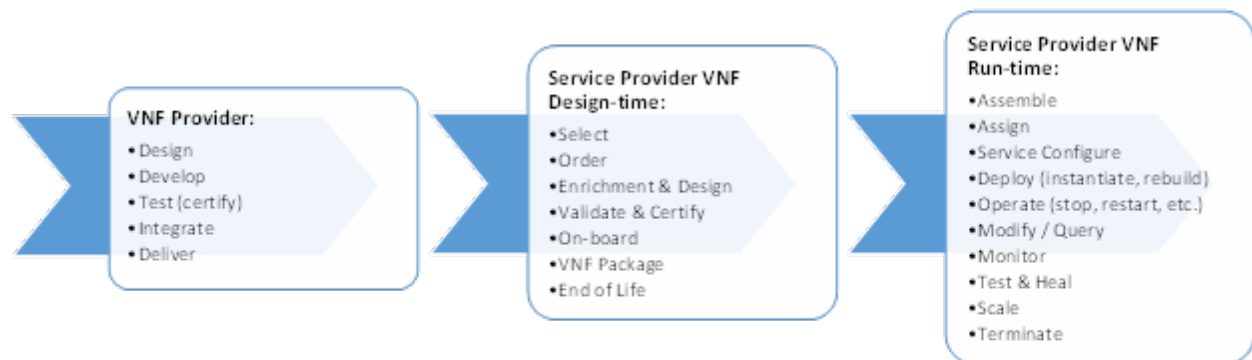 VNF Provider:
•Design
•Develop
•Test (certify)
•Integrate
•Deliver
Service Provider VNF
Design-time:
•Select
•Order
•Enrichment & Design
•Validate & Certify
•On-board
•VNF Package
•End of Life
Service Provider VNF
Run-time:
•Assemble
•Assign
•Service Configure
•Deploy (instantiate, rebuild)
•Operate (stop, restart, etc.)
•Modify / Query
•Monitor
•Test & Heal
•Scale
•Terminate